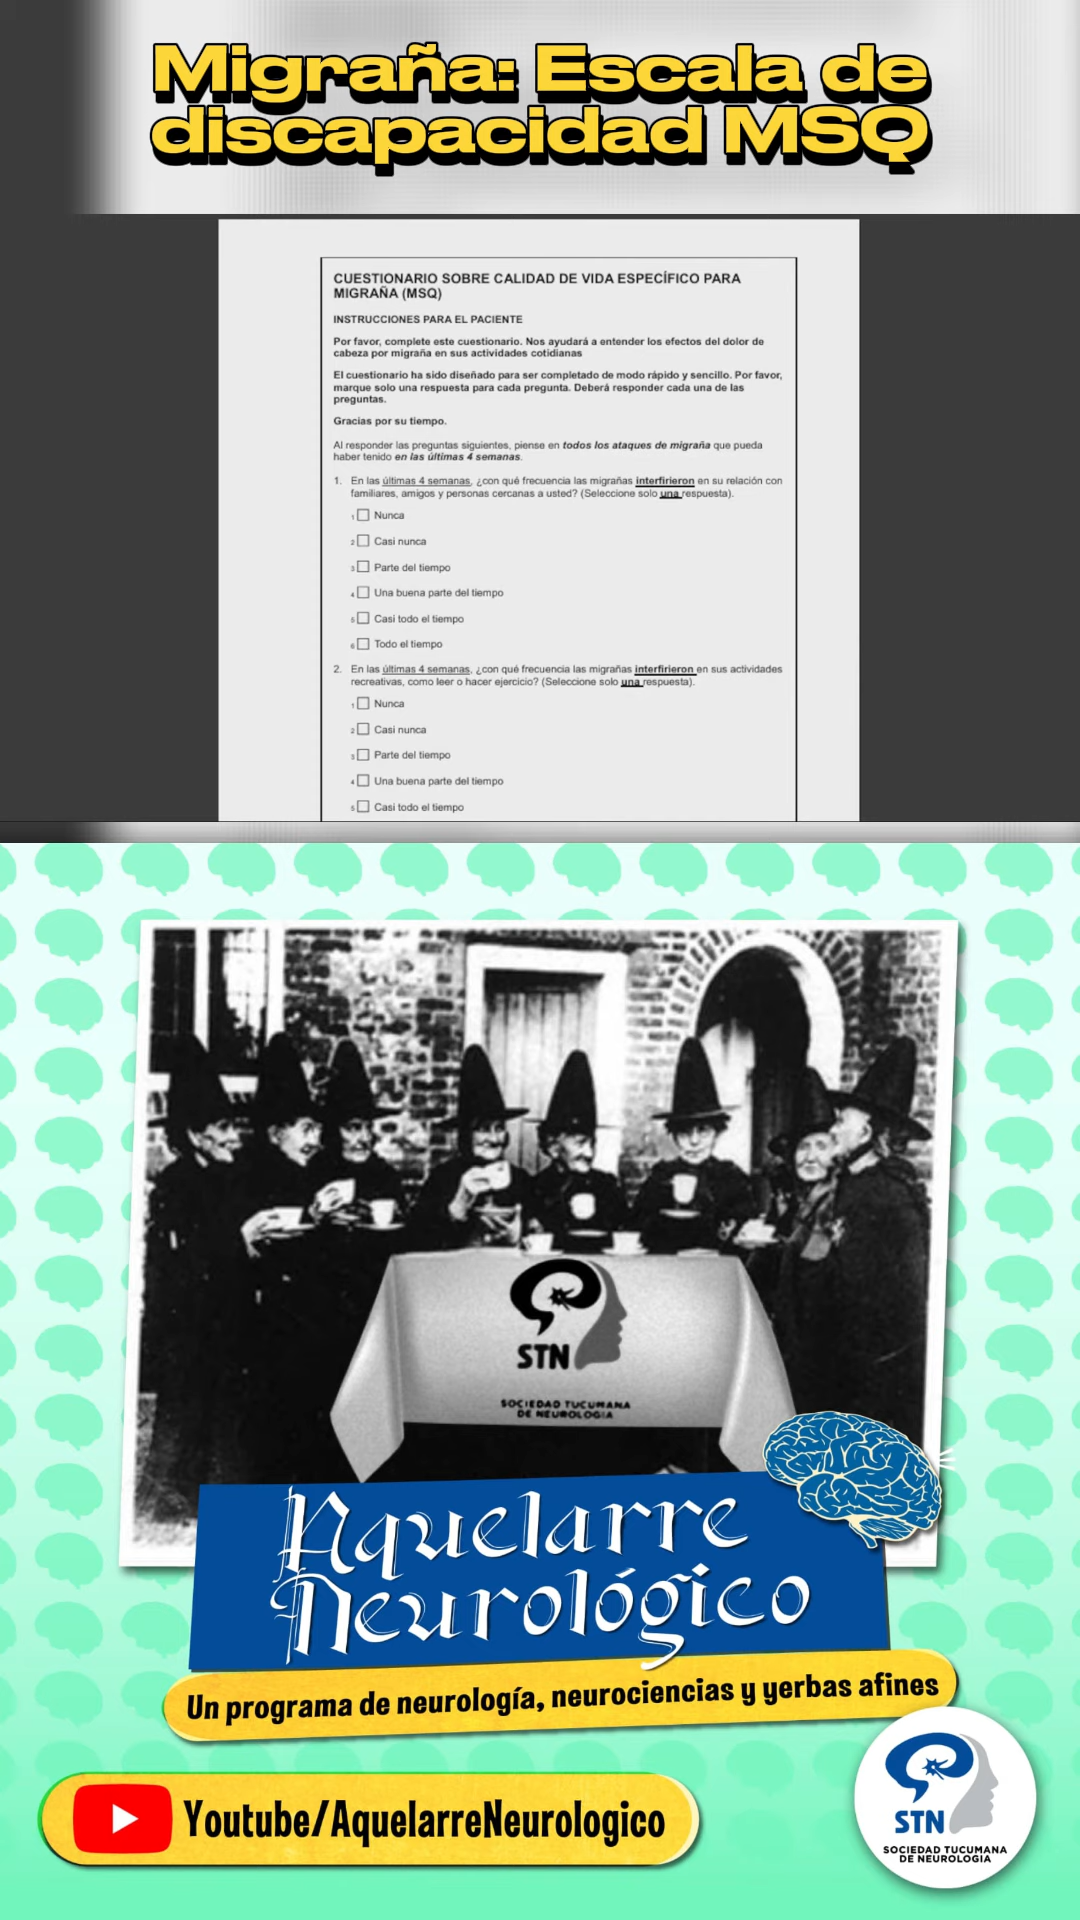 Migraña: Escala de
discapacidad MSQ
CUESTIONARIO SOBRE CALIDAD DE VIDA ESPECÍFICO PARA
MIGRAÑA (MSQ)
INSTRUCCIONES PARA EL PACIENTE
Por favor, complete este cuestionario. Nos ayudará a entender los efectos del dolor de
cabeza por migraña en sus actividades cotidianas
El cuestionario ha sido diseñado para ser completado de modo rápido y sencillo. Por favor,
marque solo una respuesta para cada pregunta. Deberá responder cada una de las
preguntas.
Gracias por su tiempo.
Al responder las preguntas siguientes, piense en todos los ataques de migraña que pueda
haber tenido en las últimas 4 semanas.
1. En las últimas 4 semanas, ¿con qué frecuencia las migrañas interfirieron en su relación con
familiares, amigos y personas cercanas a usted? (Seleccione solo una respuesta).
1 Nunca
2 Casi nunca
3 Parte del tiempo
4 Una buena parte del tiempo
5 Casi todo el tiempo
6 Todo el tiempo
2. En las últimas 4 semanas, ¿con qué frecuencia las migrañas interfirieron en sus actividades
recreativas, como leer o hacer ejercicio? (Seleccione solo una respuesta).
1 Nunca
2 Casi nunca
3 Parte del tiempo
4 Una buena parte del tiempo
5 Casi todo el tiempo
STN
SOCIEDAD TUCUMANA
DE NEUROLOGIA
Aquelarre
Neurológico
Un programa de neurología, neurociencias y yerbas afines
Youtube/AquelarreNeurologico
STN
SOCIEDAD TUCUMANA
DE NEUROLOGIA